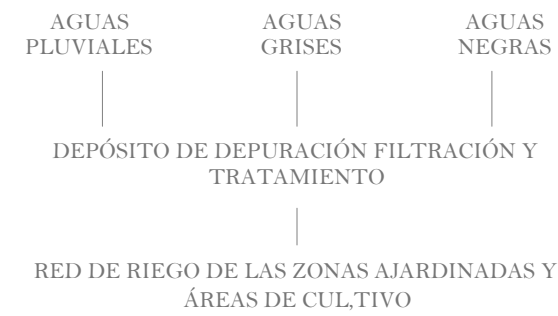 AGUAS PLUVIALES
AGUAS GRISES
AGUAS NEGRAS
DEPÓSITO DE DEPURACIÓN FILTRACIÓN Y
TRATAMIENTO
RED DE RIEGO DE LAS ZONAS AJARDINADAS Y
ÁREAS DE CUL,TIVO